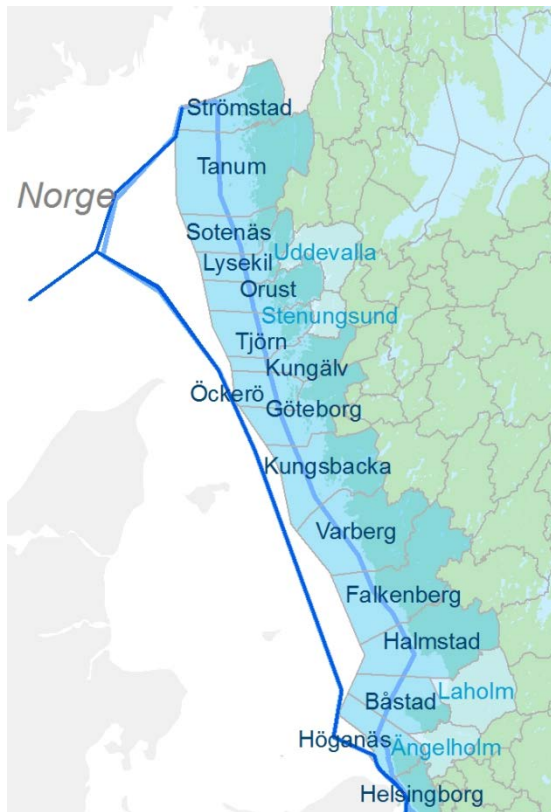 Strömstad
Tanum
Norge
Sotenäs
Uddevalla
Lysekil
Orust
Stenungsund
Tjörn
Kungälv
Öckerö
Göteborg
Kungsbacka
Varberg
Falkenberg
Halmstad
Laholm
Båstad
Höganäs
Ängelholm
Helsingborg